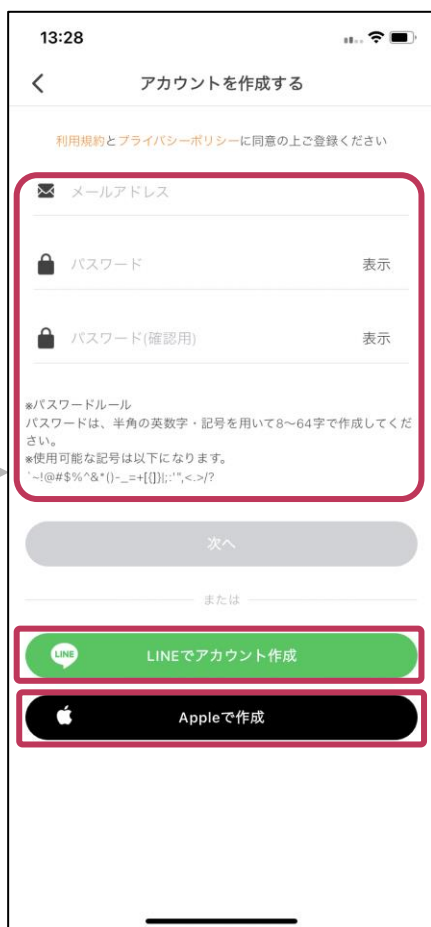 13:28
アカウントを作成する
利用規約とプライバシーポリシーに同意の上ご登録ください
メールアドレス
パスワード 表示
パスワード(確認用) 表示
※パスワードルール
パスワードは、半角の英数字・記号を用いて8〜64字で作成してくだ
さい。
※使用可能な記号は以下になります。
`~!@#$%^&*()-_=+[{]}|;:'",<.>/?
次へ
または
LINE LINEでアカウント作成
Appleで作成